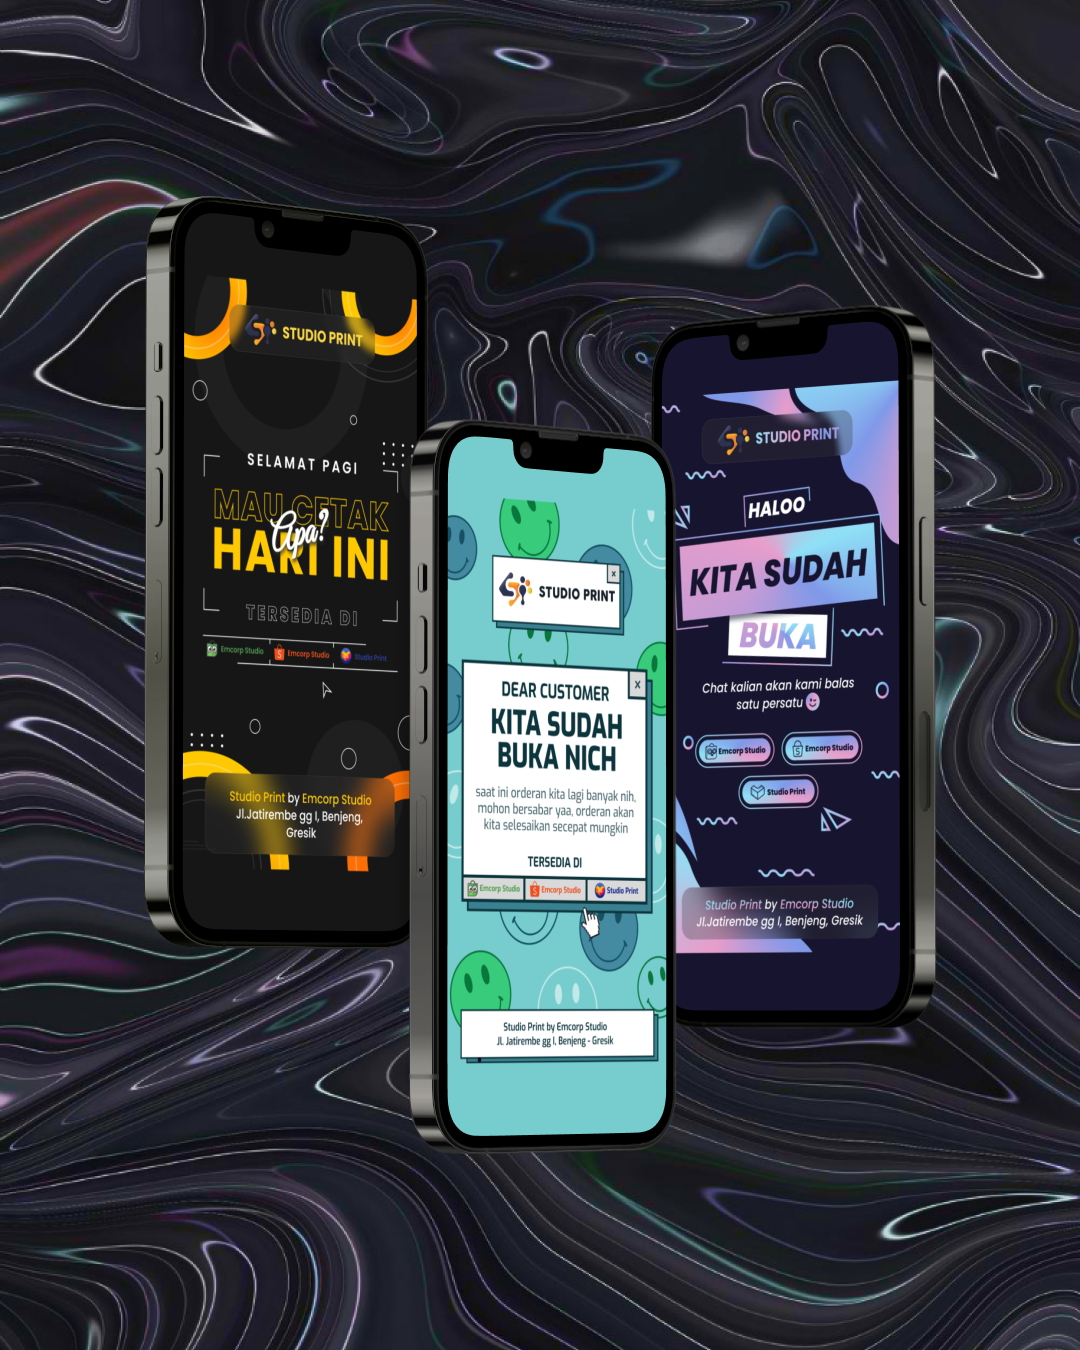 STUDIO PRINT
SELAMAT PAGI
MAU CETAK
Apa?
HARI INI
TERSEDIA DI
Emcorp Studio
Emcorp Studio
Studio Print
Studio Print by Emcorp Studio
Jl.Jatirembe gg I, Benjeng,
Gresik
STUDIO PRINT
x
x
DEAR CUSTOMER
KITA SUDAH
BUKA NICH
saat ini orderan kita lagi banyak nih,
mohon bersabar yaa, orderan akan
kita selesaikan secepat mungkin
TERSEDIA DI
Emcorp Studio
Emcorp Studio
Studio Print
Studio Print by Emcorp Studio
Jl. Jatirembe gg I, Benjeng - Gresik
STUDIO PRINT
HALOO
KITA SUDAH
BUKA
Chat kalian akan kami balas
satu persatu
Emcorp Studio
Emcorp Studio
Studio Print
Studio Print by Emcorp Studio
Jl.Jatirembe gg I, Benjeng, Gresik